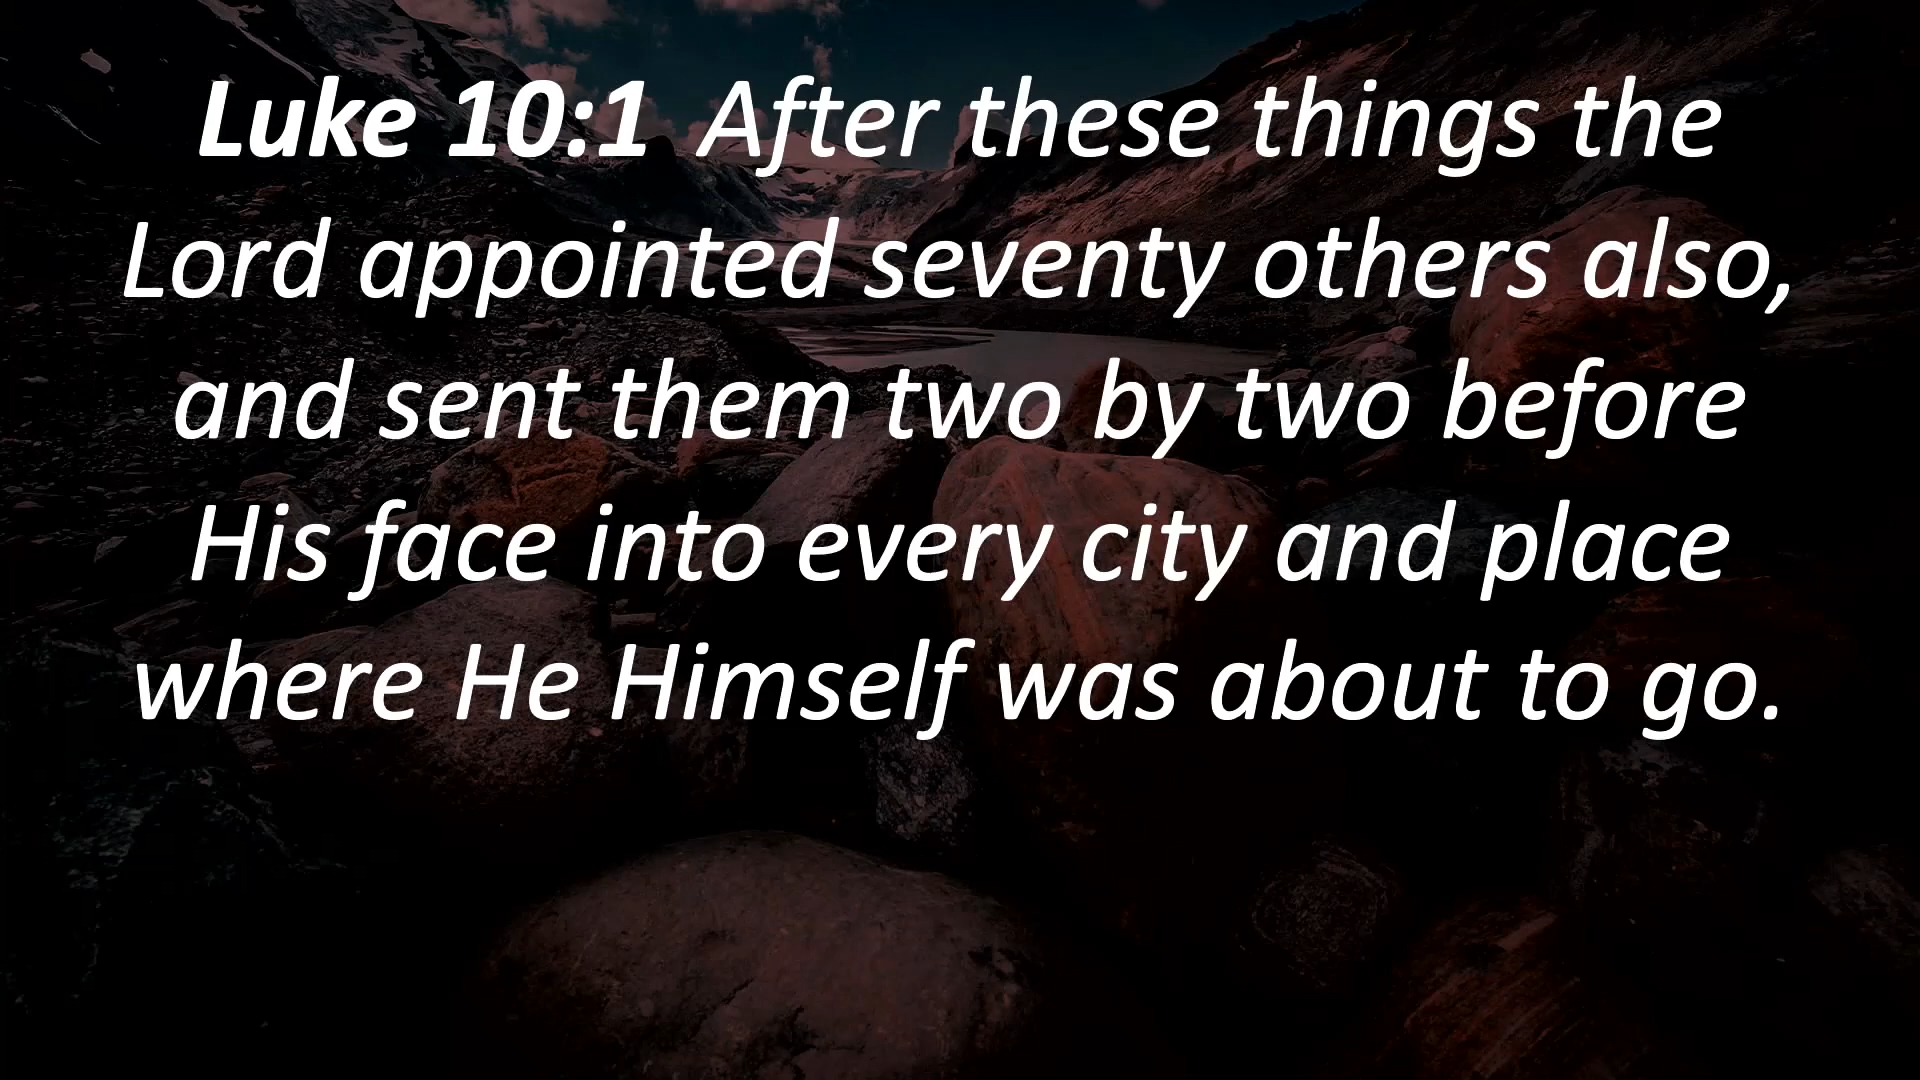 Luke 10:1 After these things the
Lord appointed seventy others also,
and sent them two by two before
His face into every city and place
where He Himself was about to go.